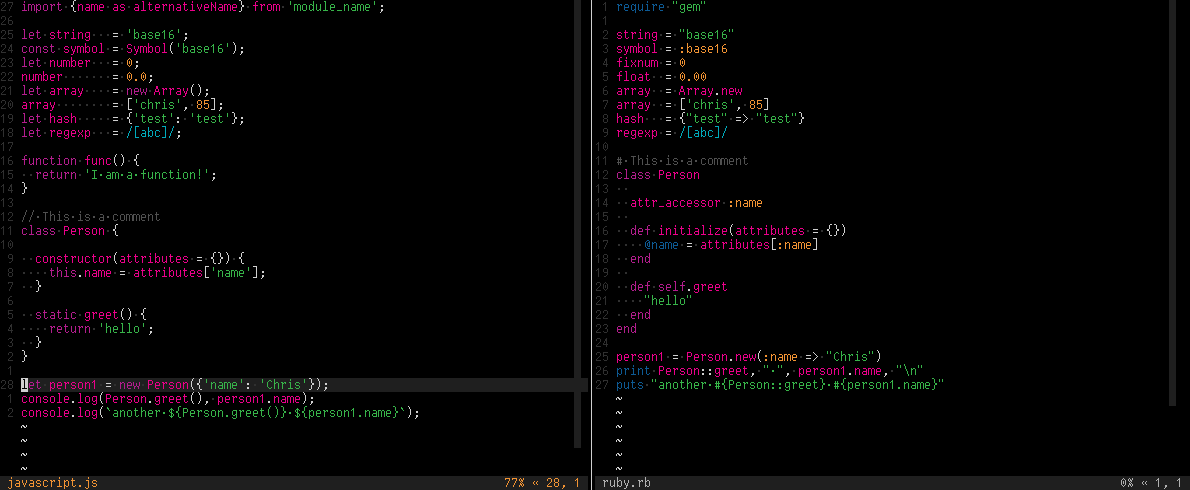 27 import {name as alternativeName} from 'module_name';
26
25 let string   = 'base16';
24 const symbol = Symbol('base16');
23 let number   = 0;
22 number       = 0.0;
21 let array    = new Array();
20 array        = ['chris', 85];
19 let hash     = {'test': 'test'};
18 let regexp   = /[abc]/;
17
16 function func() {
15   return 'I am a function!';
14 }
13
12 // This is a comment
11 class Person {
10
9   constructor(attributes = {}) {
8     this.name = attributes['name'];
7   }
6
5   static greet() {
4     return 'hello';
3   }
2 }
1
28 let person1 = new Person({'name': 'Chris'});
1 console.log(Person.greet(), person1.name);
2 console.log(`another ${Person.greet()} ${person1.name}`);
~
~
~
~
javascript.js 77% « 28, 1
1 require "gem"
1
2 string = "base16"
3 symbol = :base16
4 fixnum = 0
5 float  = 0.00
6 array  = Array.new
7 array  = ['chris', 85]
8 hash   = {"test" => "test"}
9 regexp = /[abc]/
10
11 # This is a comment
12 class Person
13
14   attr_accessor :name
15
16   def initialize(attributes = {})
17     @name = attributes[:name]
18   end
19
20   def self.greet
21     "hello"
22   end
23 end
24
25 person1 = Person.new(:name => "Chris")
26 print Person::greet, " ", person1.name, "\n"
27 puts "another #{Person::greet} #{person1.name}"
~
~
~
~
~
~
ruby.rb 0% « 1, 1